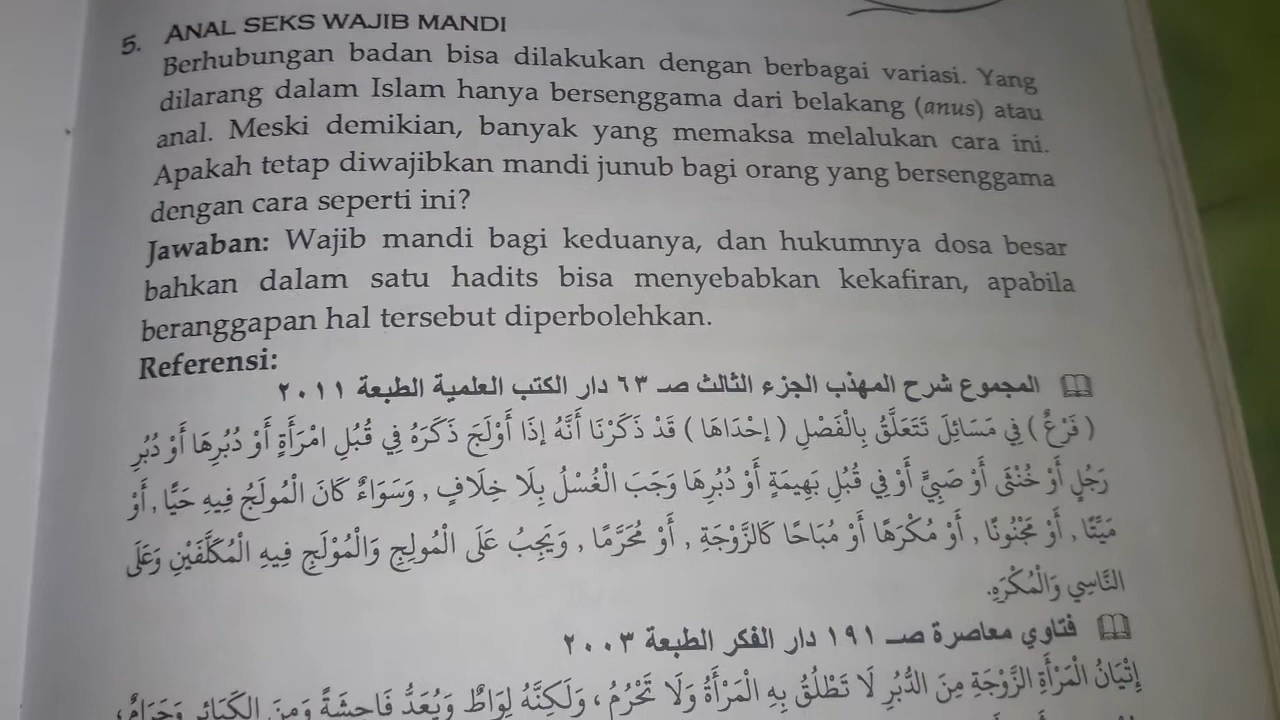 5. ANAL SEKS WAJIB MANDI
Berhubungan badan bisa dilakukan dengan berbagai variasi. Yang
dilarang dalam Islam hanya bersenggama dari belakang (anus) atau
anal. Meski demikian, banyak yang memaksa melalukan cara ini.
Apakah tetap diwajibkan mandi junub bagi orang yang bersenggama
dengan cara seperti ini?
Jawaban: Wajib mandi bagi keduanya, dan hukumnya dosa besar
bahkan dalam satu hadits bisa menyebabkan kekafiran, apabila
beranggapan hal tersebut diperbolehkan.
Referensi:
المجموع شرح المهذب الجزء الثالث صـ ٦٣ دار الكتب العلمية الطبعة ٢٠١١
( فَرْعٌ ) فِي مَسَائِلَ تَتَعَلَّقُ بِالْفَصْلِ ( إحْدَاهَا ) قَدْ ذَكَرْنَا أَنَّهُ إذَا أَوْلَجَ ذَكَرَهُ فِي قُبُلِ امْرَأَةٍ أَوْ دُبُرِهَا أَوْ دُبُرِ
رَجُلٍ أَوْ خُنْثَى أَوْ صَبِيٍّ أَوْ فِي قُبُلِ بَهِيمَةٍ أَوْ دُبُرِهَا وَجَبَ الْغُسْلُ بِلَا خِلَافٍ , وَسَوَاءٌ كَانَ الْمُولَجُ فِيهِ حَيًّا , أَوْ
مَيِّتًا , أَوْ مَجْنُونًا , أَوْ مُكْرَهًا أَوْ مُبَاحًا كَالزَّوْجَةِ , أَوْ مُحَرَّمًا , وَيَجِبُ عَلَى الْمُولِجِ وَالْمُوْلَجِ فِيهِ الْمُكَلَّفَيْنِ وَعَلَى
النَّاسِي وَالْمُكْرَهِ.
فتاوي معاصرة صـ ١٩١ دار الفكر الطبعة ٢٠٠٣
إِتْيَانُ الْمَرْأَةِ الزَّوْجَةِ مِنَ الدُّبُرِ لَا تَطْلُقُ بِهِ الْمَرْأَةُ وَلَا تَحْرُمُ ، وَلَكِنَّهُ لِوَاطٌ وَيُعَدُّ فَاحِشَةً وَمِنَ الْكَبَائِرِ وَحَرَامٌ،